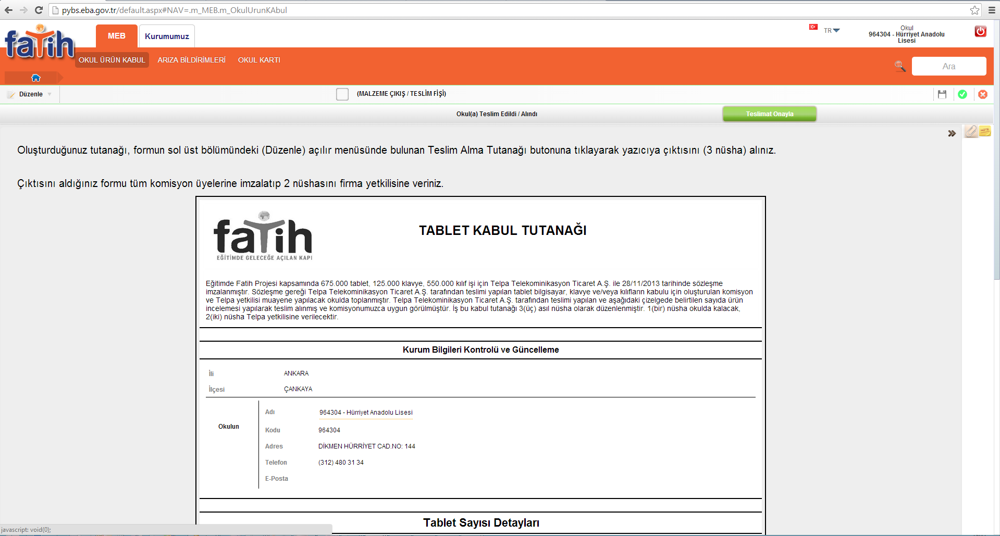 pybs.eba.gov.tr/default.aspx#NAV=.m_MEB.m_OkulUrunKAbul
fatih
MEB
Kurumumuz
TR
Okul
964304 - Hürriyet Anadolu
Lisesi
OKUL ÜRÜN KABUL
ARIZA BİLDİRİMLERİ
OKUL KARTI
Ara
Düzenle
(MALZEME ÇIKIŞ / TESLİM FİŞİ)
Okul(a) Teslim Edildi / Alındı
Teslimat Onayla
NOTE
Oluşturduğunuz tutanağı, formun sol üst bölümündeki (Düzenle) açılır menüsünde bulunan Teslim Alma Tutanağı butonuna tıklayarak yazıcıya çıktısını (3 nüsha) alınız.
Çıktısını aldığınız formu tüm komisyon üyelerine imzalatıp 2 nüshasını firma yetkilisine veriniz.
fatih
EĞİTİMDE GELECEĞE AÇILAN KAPI
TABLET KABUL TUTANAĞI
Eğitimde Fatih Projesi kapsamında 675.000 tablet, 125.000 klavye, 550.000 kılıf işi için Telpa Telekominikasyon Ticaret A.Ş. ile 28/11/2013 tarihinde sözleşme
imzalanmıştır. Sözleşme gereği Telpa Telekominikasyon Ticaret A.Ş. tarafından teslimi yapılan tablet bilgisayar, klavye ve/veya kılıfların kabulu için oluşturulan komisyon
ve Telpa yetkilisi muayene yapılacak okulda toplanmıştır. Telpa Telekominikasyon Ticaret A.Ş. tarafından teslimi yapılan ve aşağıdaki çizelgede belirtilen sayıda ürün
incelemesi yapılarak teslim alınmış ve komisyonumuzca uygun görülmüştür. İş bu kabul tutanağı 3(üç) asıl nüsha olarak düzenlenmiştir. 1(bir) nüsha okulda kalacak,
2(iki) nüsha Telpa yetkilisine verilecektir.
Kurum Bilgileri Kontrolü ve Güncelleme
İli ANKARA
İlçesi ÇANKAYA
Okulun
Adı 964304 - Hürriyet Anadolu Lisesi
Kodu 964304
Adres DİKMEN HÜRRİYET CAD.NO: 144
Telefon (312) 480 31 34
E-Posta
Tablet Sayısı Detayları
javascript: void(0);